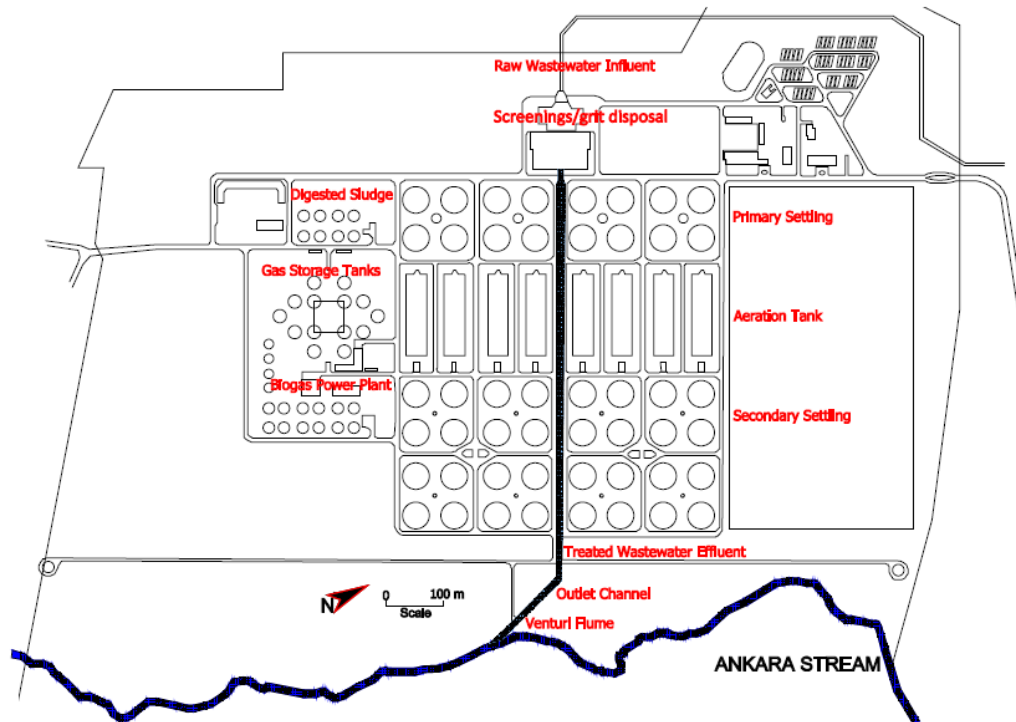 Raw Wastewater Influent
Screenings/grit disposal
Digested Sludge
Primary Settling
Gas Storage Tanks
Aeration Tank
Biogas Power Plant
Secondary Settling
Treated Wastewater Effluent
N
0 100 m
Scale
Outlet Channel
Venturi Flume
ANKARA STREAM